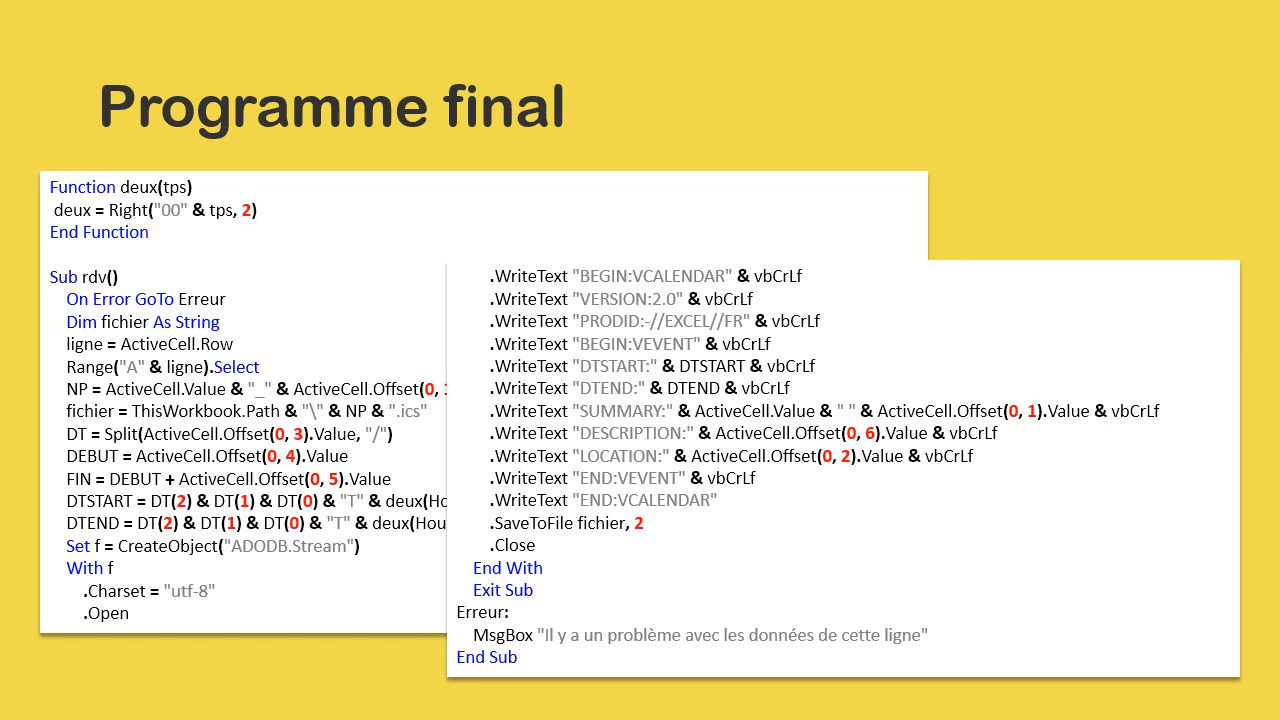 Programme final
Function deux(tps)
deux = Right("00" & tps, 2)
End Function
Sub rdv()
On Error GoTo Erreur
Dim fichier As String
ligne = ActiveCell.Row
Range("A" & ligne).Select
NP = ActiveCell.Value & "_" & ActiveCell.Offset(0,
fichier = ThisWorkbook.Path & "\" & NP & ".ics"
DT = Split(ActiveCell.Offset(0, 3).Value, "/")
DEBUT = ActiveCell.Offset(0, 4).Value
FIN = DEBUT + ActiveCell.Offset(0, 5).Value
DTSTART = DT(2) & DT(1) & DT(0) & "T" & deux(Ho
DTEND = DT(2) & DT(1) & DT(0) & "T" & deux(Hou
Set f = CreateObject("ADODB.Stream")
With f
.Charset = "utf-8"
.Open
.WriteText "BEGIN:VCALENDAR" & vbCrLf
.WriteText "VERSION:2.0" & vbCrLf
.WriteText "PRODID:-//EXCEL//FR" & vbCrLf
.WriteText "BEGIN:VEVENT" & vbCrLf
.WriteText "DTSTART:" & DTSTART & vbCrLf
.WriteText "DTEND:" & DTEND & vbCrLf
.WriteText "SUMMARY:" & ActiveCell.Value & " " & ActiveCell.Offset(0, 1).Value & vbCrLf
.WriteText "DESCRIPTION:" & ActiveCell.Offset(0, 6).Value & vbCrLf
.WriteText "LOCATION:" & ActiveCell.Offset(0, 2).Value & vbCrLf
.WriteText "END:VEVENT" & vbCrLf
.WriteText "END:VCALENDAR"
.SaveToFile fichier, 2
.Close
End With
Exit Sub
Erreur:
MsgBox "Il y a un problème avec les données de cette ligne"
End Sub